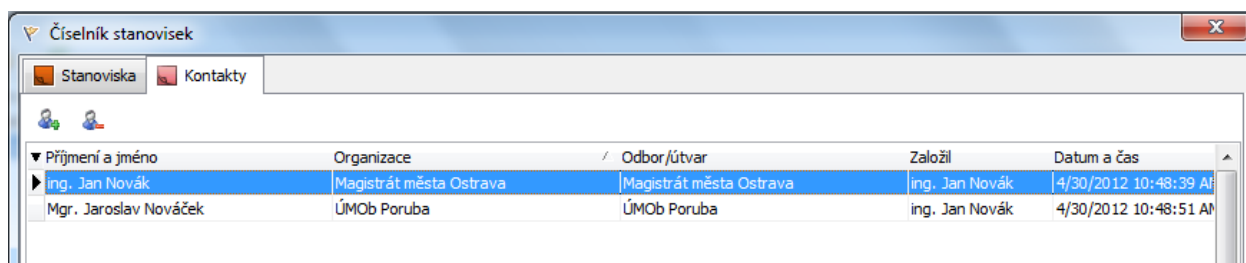 Číselník stanovisek
Stanoviska Kontakty
Příjmení a jméno Organizace Odbor/útvar Založil Datum a čas
ing. Jan Novák Magistrát města Ostrava Magistrát města Ostrava ing. Jan Novák 4/30/2012 10:48:39
Mgr. Jaroslav Nováček ÚMOb Poruba ÚMOb Poruba ing. Jan Novák 4/30/2012 10:48:51